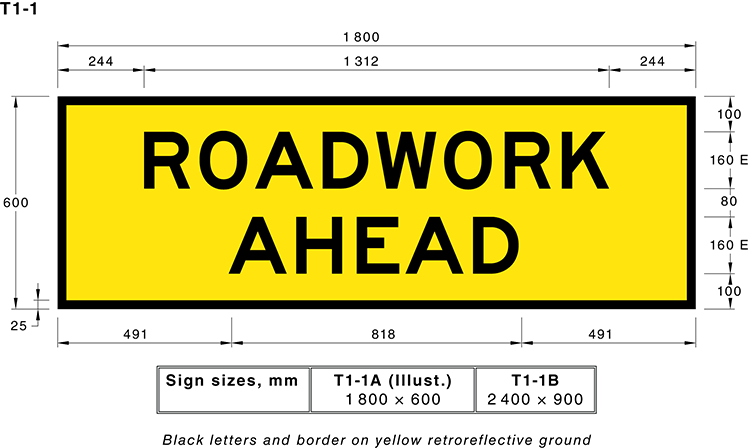 T1-1
1 800
244 1 312 244
100
ROADWORK
160 E
600
80
AHEAD
160 E
100
25
491 818 491
Sign sizes, mm T1-1A (Illust.) T1-1B
1 800 × 600 2 400 × 900
Black letters and border on yellow retroreflective ground